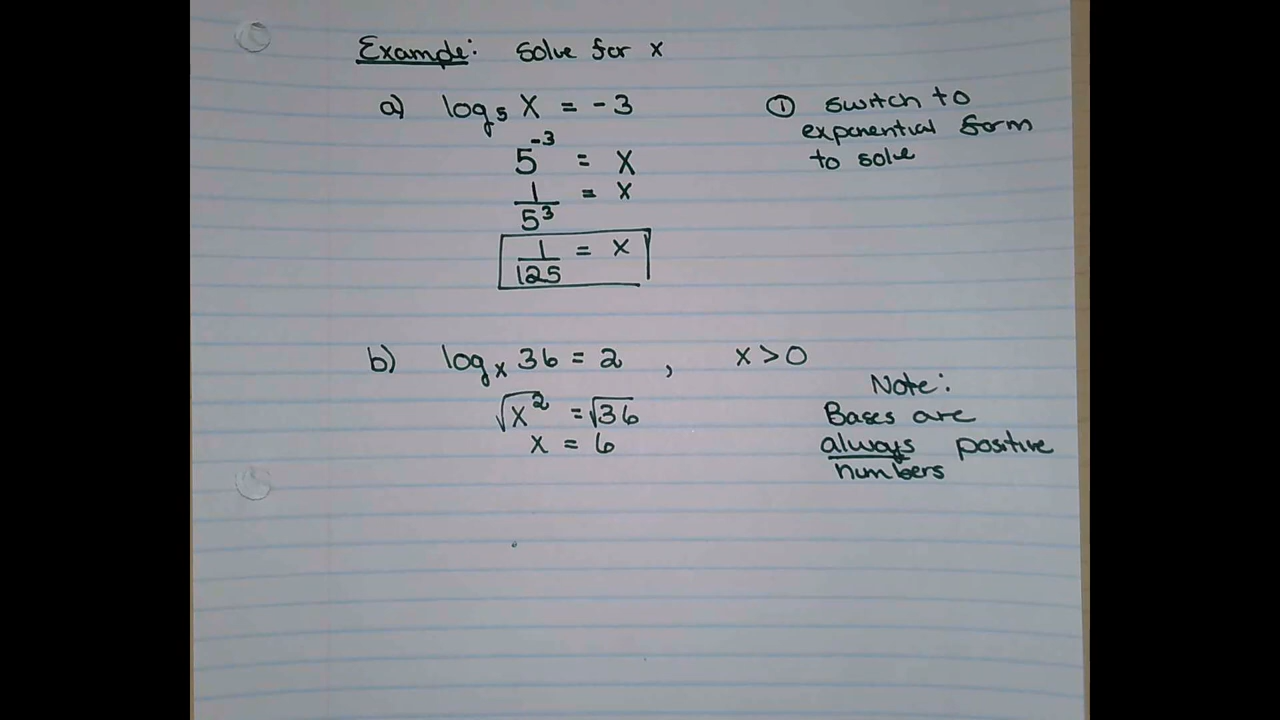 Example: Solve for x
a) log₅ X = -3
① Switch to
exponential form
to solve
5⁻³ = X
1/5³ = X
1/125 = X
b) logₓ 36 = 2 , x > 0
Note:
Bases are
always positive
numbers
√x² = √36
x = 6